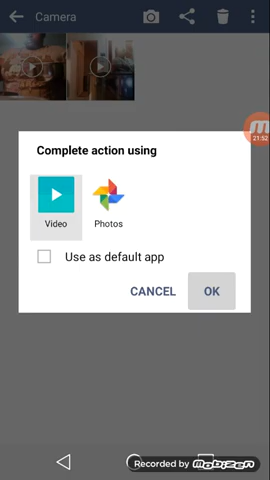 Camera
Complete action using
21:52
Video
Photos
Use as default app
CANCEL
OK
Recorded by
MOBIZEN